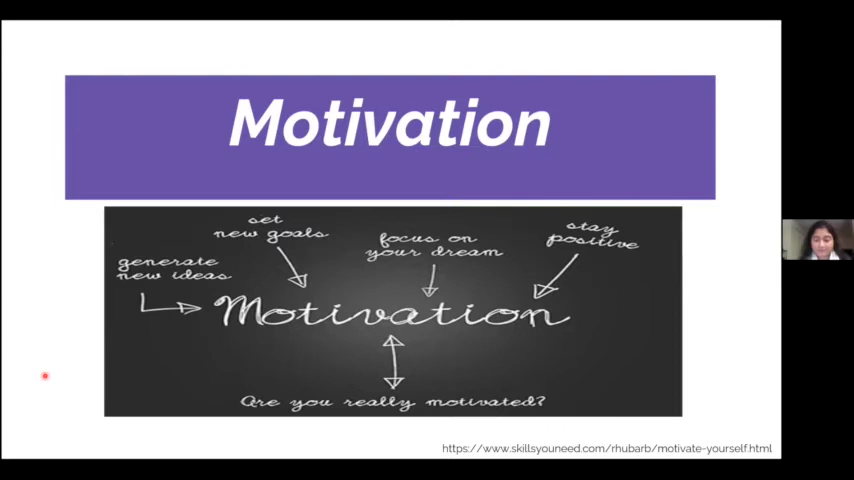 Motivation
set
new goals
focus on
your dream
stay
positive
generate
new ideas
Motivation
Are you really motivated?
https://www.skillsyouneed.com/rhubarb/motivate-yourself.html